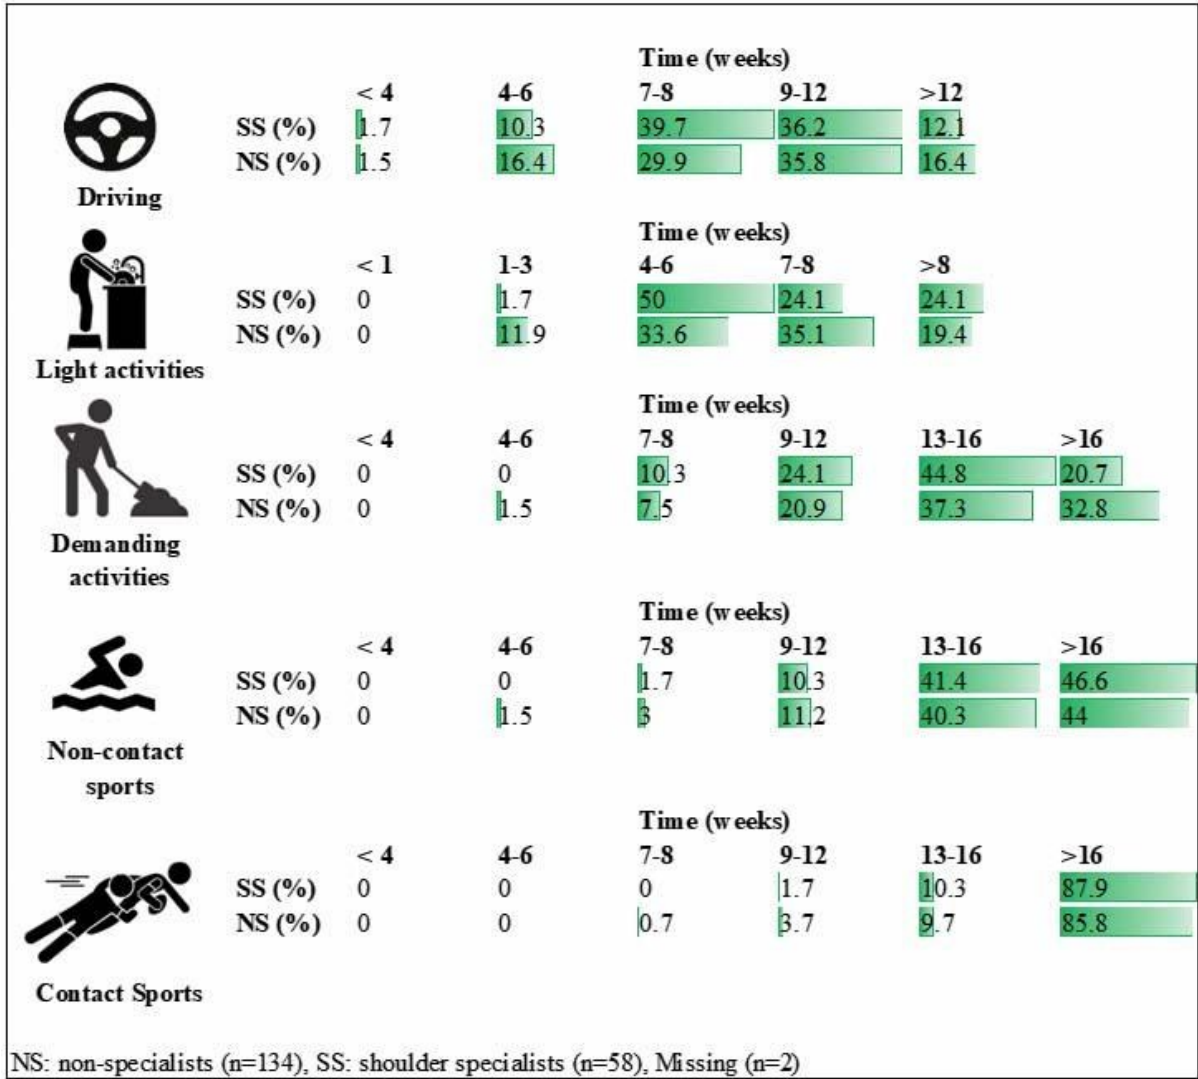 Time (weeks)
< 4 4-6 7-8 9-12 >12
SS (%) 1.7 10.3 39.7 36.2 12.1
NS (%) 1.5 16.4 29.9 35.8 16.4
Driving
Time (weeks)
< 1 1-3 4-6 7-8 >8
SS (%) 0 1.7 50 24.1 24.1
NS (%) 0 11.9 33.6 35.1 19.4
Light activities
Time (weeks)
< 4 4-6 7-8 9-12 13-16 >16
SS (%) 0 0 10.3 24.1 44.8 20.7
NS (%) 0 1.5 7.5 20.9 37.3 32.8
Demanding
activities
Time (weeks)
< 4 4-6 7-8 9-12 13-16 >16
SS (%) 0 0 1.7 10.3 41.4 46.6
NS (%) 0 1.5 3 11.2 40.3 44
Non-contact
sports
Time (weeks)
< 4 4-6 7-8 9-12 13-16 >16
SS (%) 0 0 0 1.7 10.3 87.9
NS (%) 0 0 0.7 3.7 9.7 85.8
Contact Sports
NS: non-specialists (n=134), SS: shoulder specialists (n=58), Missing (n=2)